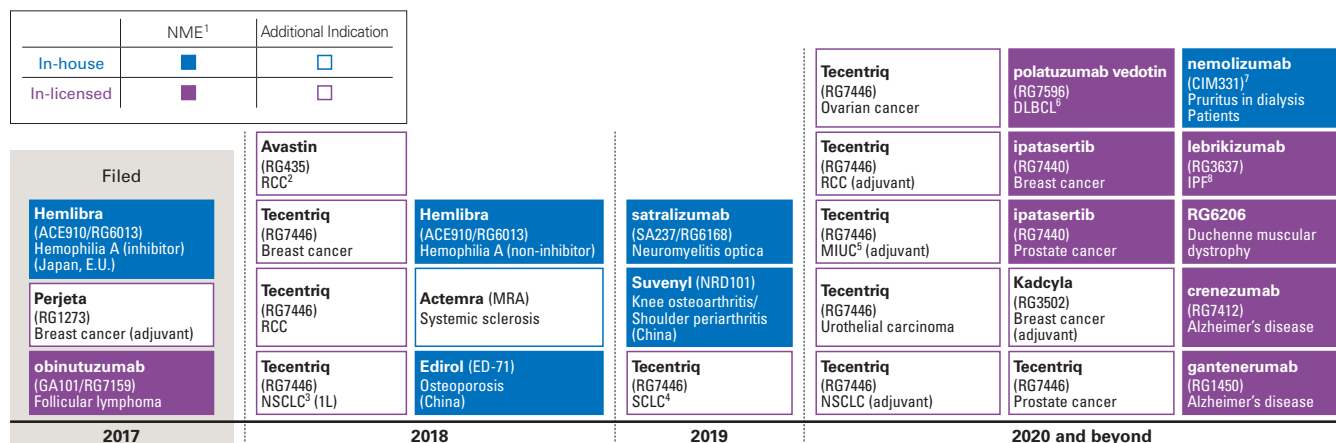 NME1
Additional Indication
In-house
In-licensed
Filed
Hemlibra
(ACE910/RG6013)
Hemophilia A (inhibitor)
(Japan, E.U.)
Perjeta
(RG1273)
Breast cancer (adjuvant)
obinutuzumab
(GA101/RG7159)
Follicular lymphoma
2017
Avastin
(RG435)
RCC2
Tecentriq
(RG7446)
Breast cancer
Tecentriq
(RG7446)
RCC
Tecentriq
(RG7446)
NSCLC3 (1L)
Hemlibra
(ACE910/RG6013)
Hemophilia A (non-inhibitor)
Actemra (MRA)
Systemic sclerosis
Edirol (ED-71)
Osteoporosis
(China)
2018
satralizumab
(SA237/RG6168)
Neuromyelitis optica
Suvenyl (NRD101)
Knee osteoarthritis/
Shoulder periarthritis
(China)
Tecentriq
(RG7446)
SCLC4
2019
Tecentriq
(RG7446)
Ovarian cancer
Tecentriq
(RG7446)
RCC (adjuvant)
Tecentriq
(RG7446)
MIUC5 (adjuvant)
Tecentriq
(RG7446)
Urothelial carcinoma
Tecentriq
(RG7446)
NSCLC (adjuvant)
polatuzumab vedotin
(RG7596)
DLBCL6
ipatasertib
(RG7440)
Breast cancer
ipatasertib
(RG7440)
Prostate cancer
Kadcyla
(RG3502)
Breast cancer
(adjuvant)
Tecentriq
(RG7446)
Prostate cancer
nemolizumab
(CIM331)7
Pruritus in dialysis
Patients
lebrikizumab
(RG3637)
IPF8
RG6206
Duchenne muscular
dystrophy
crenezumab
(RG7412)
Alzheimer's disease
gantenerumab
(RG1450)
Alzheimer's disease
2020 and beyond